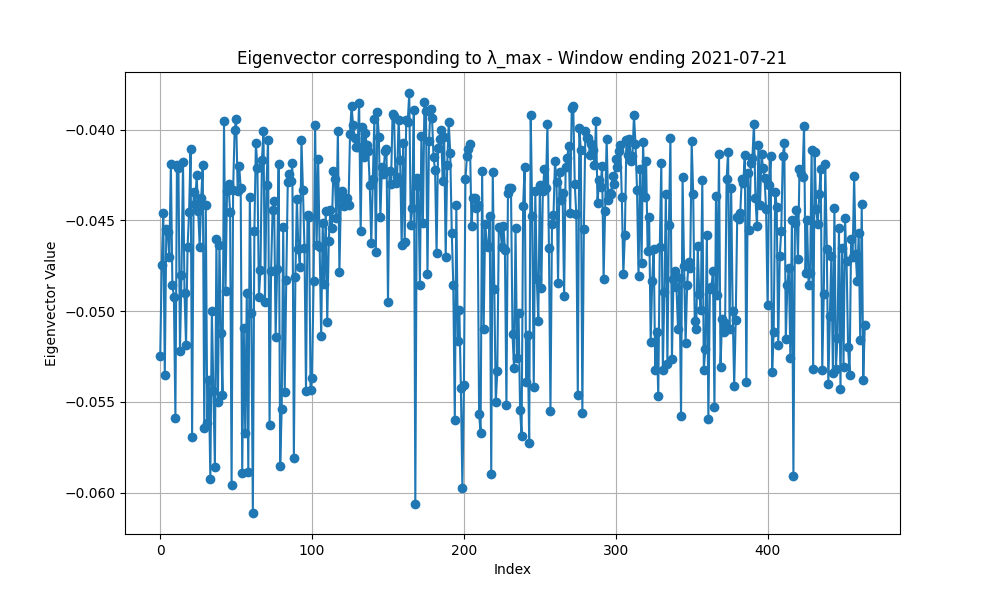 Eigenvector corresponding to λ_max - Window ending 2021-07-21
−0.040
−0.045
−0.050
−0.055
−0.060
Eigenvector Value
0 100 200 300 400
Index